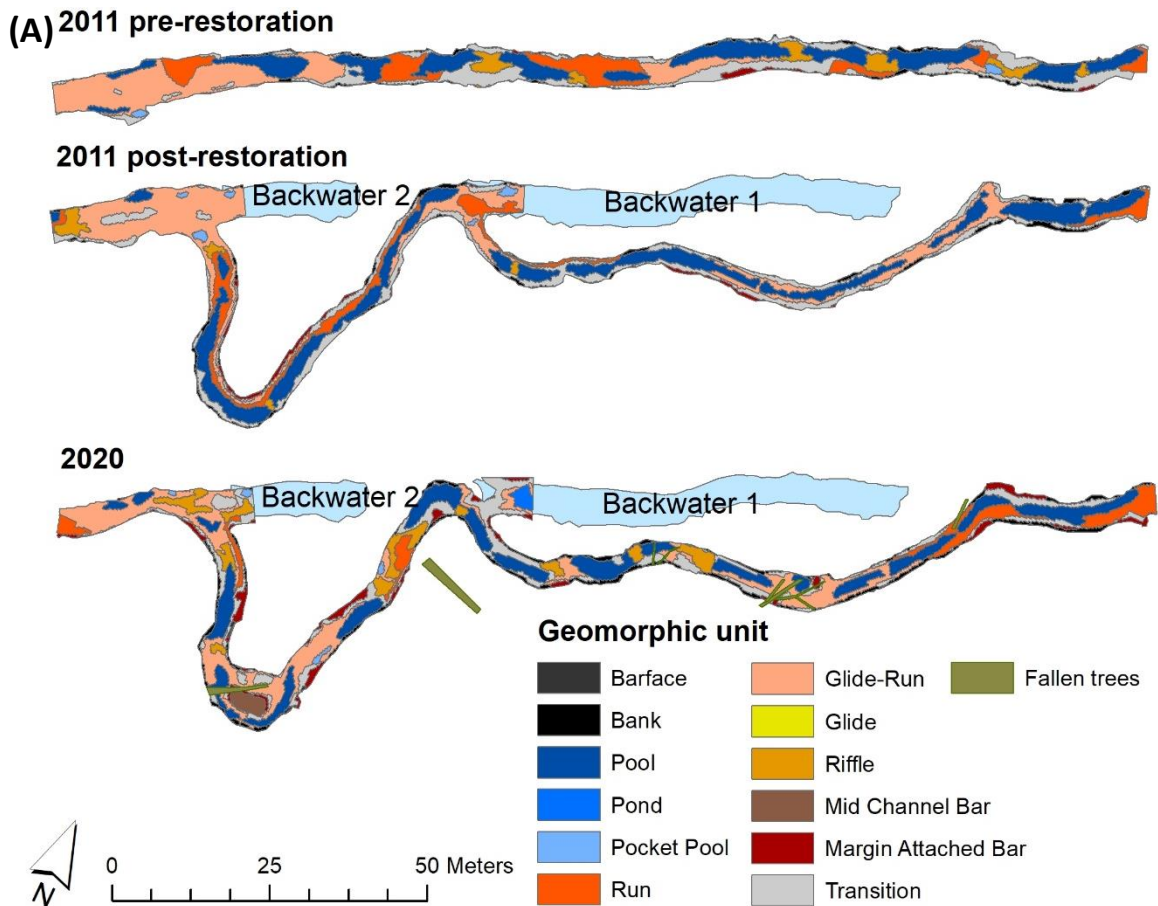 (A) 2011 pre-restoration
2011 post-restoration
Backwater 2
Backwater 1
2020
Backwater 2
Backwater 1
Geomorphic unit
Barface
Bank
Pool
Pond
Pocket Pool
Run
Glide-Run
Glide
Riffle
Mid Channel Bar
Margin Attached Bar
Transition
Fallen trees
N
0 25 50 Meters